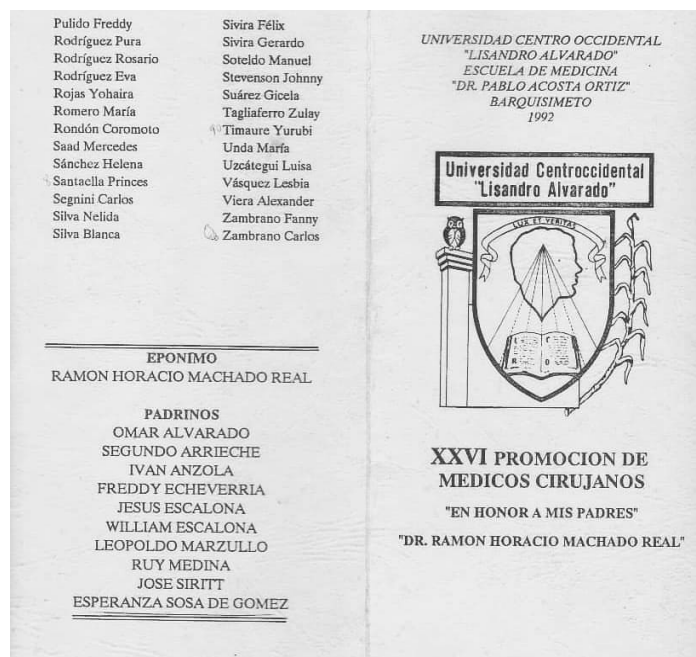 Pulido Freddy
Rodríguez Pura
Rodríguez Rosario
Rodríguez Eva
Rojas Yohaira
Romero María
Rondón Coromoto
Saad Mercedes
Sánchez Helena
Santaella Princes
Segnini Carlos
Silva Nelida
Silva Blanca
Sivira Félix
Sivira Gerardo
Soteldo Manuel
Stevenson Johnny
Suárez Gicela
Tagliaferro Zulay
Timaure Yurubi
Unda María
Uzcátegui Luisa
Vásquez Lesbia
Viera Alexander
Zambrano Fanny
Zambrano Carlos
EPONIMO
RAMON HORACIO MACHADO REAL
PADRINOS
OMAR ALVARADO
SEGUNDO ARRIECHE
IVAN ANZOLA
FREDDY ECHEVERRIA
JESUS ESCALONA
WILLIAM ESCALONA
LEOPOLDO MARZULLO
RUY MEDINA
JOSE SIRITT
ESPERANZA SOSA DE GOMEZ
UNIVERSIDAD CENTRO OCCIDENTAL
"LISANDRO ALVARADO"
ESCUELA DE MEDICINA
"DR. PABLO ACOSTA ORTIZ"
BARQUISIMETO
1992
Universidad Centroccidental
"Lisandro Alvarado"
LUX ET VERITAS
XXVI PROMOCION DE
MEDICOS CIRUJANOS
"EN HONOR A MIS PADRES"
"DR. RAMON HORACIO MACHADO REAL"